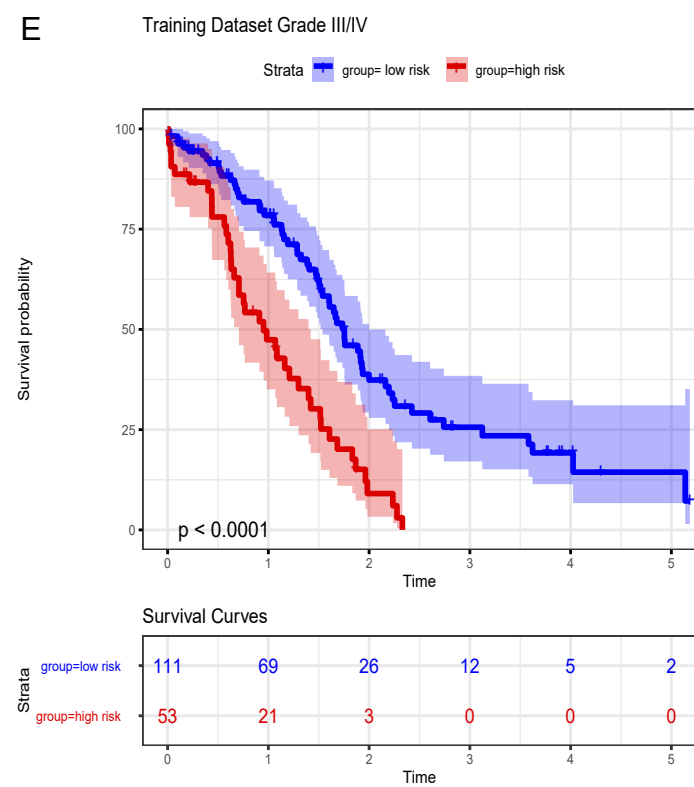 E
Training Dataset Grade III/IV
Strata group= low risk group=high risk
Survival probability
100
75
50
25
0
p < 0.0001
0 1 2 3 4 5
Time
Survival Curves
Strata
group=low risk 111 69 26 12 5 2
group=high risk 53 21 3 0 0 0
0 1 2 3 4 5
Time